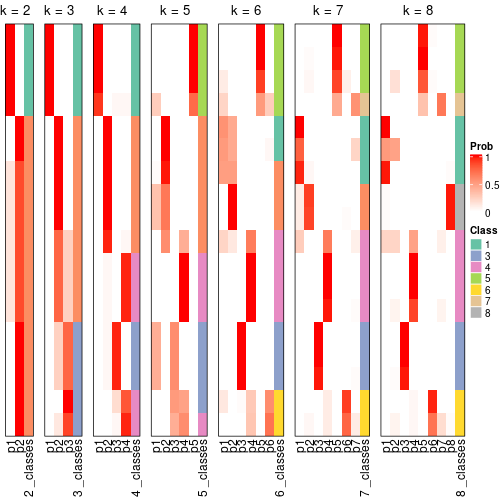 k = 2
k = 3
k = 4
k = 5
k = 6
k = 7
k = 8
Prob
1
0.5
0
Class
1
3
4
5
6
7
8
p1
p2
2_classes
p1
p2
p3
3_classes
p1
p2
p3
p4
4_classes
p1
p2
p3
p4
p5
5_classes
p1
p2
p3
p4
p5
p6
6_classes
p1
p2
p3
p4
p5
p6
p7
7_classes
p1
p2
p3
p4
p5
p6
p7
p8
8_classes